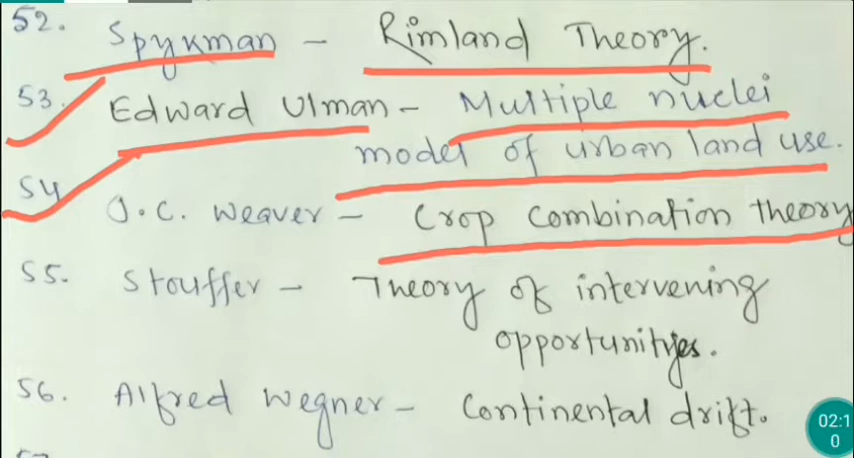 52. Spykman - Rimland Theory.
53. Edward Ulman - Multiple nuclei
model of urban land use.
54 J.C. Weaver - Crop Combination theory
55. Stouffer - Theory of intervening
opportunityies.
56. Alfred Wegner - Continental drift.
02:1
0